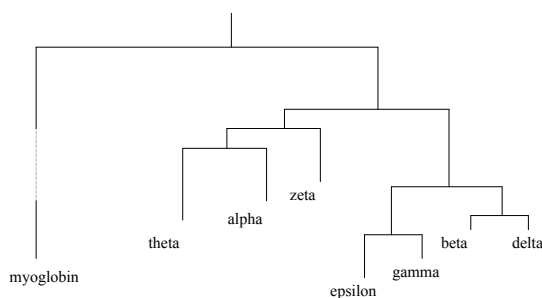 zeta
alpha
theta
beta
delta
gamma
myoglobin
epsilon